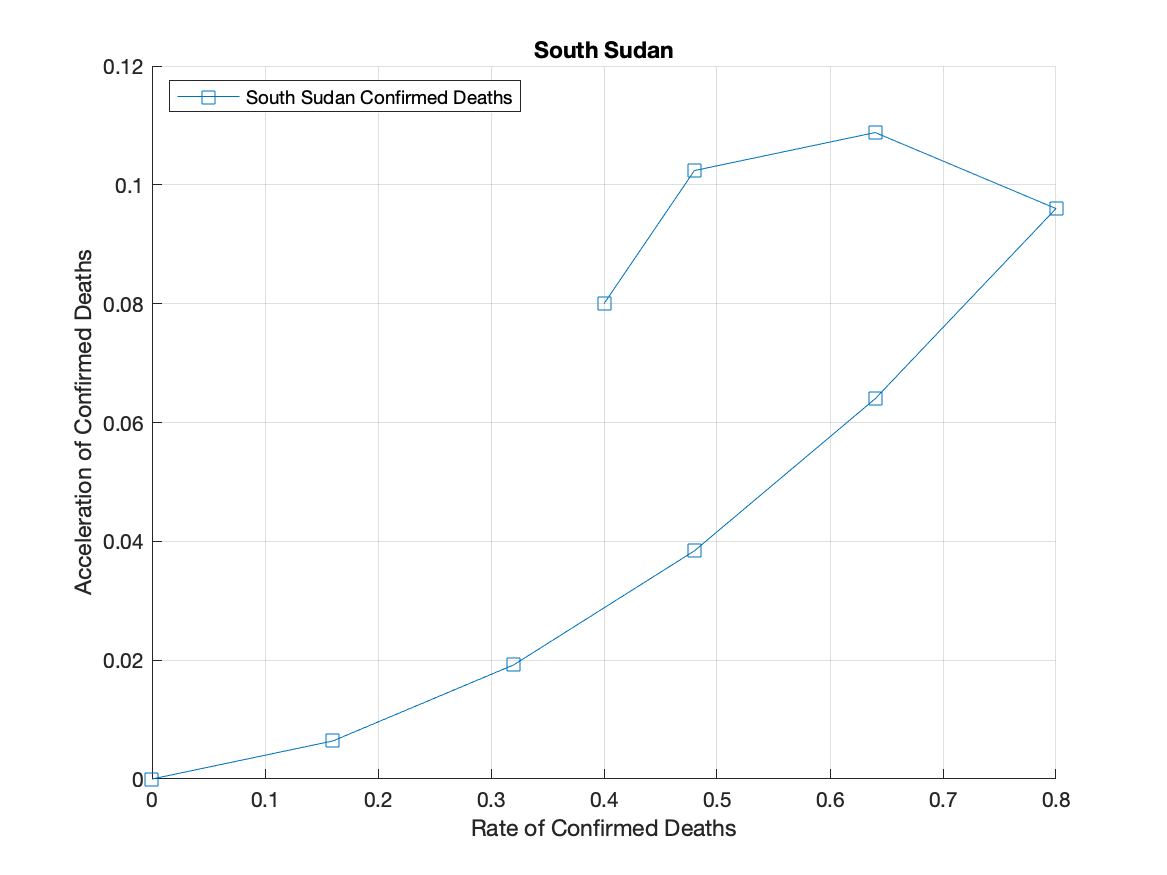 South Sudan
South Sudan Confirmed Deaths
0.12
0.1
0.08
0.06
0.04
0.02
0
Acceleration of Confirmed Deaths
0 0.1 0.2 0.3 0.4 0.5 0.6 0.7 0.8
Rate of Confirmed Deaths